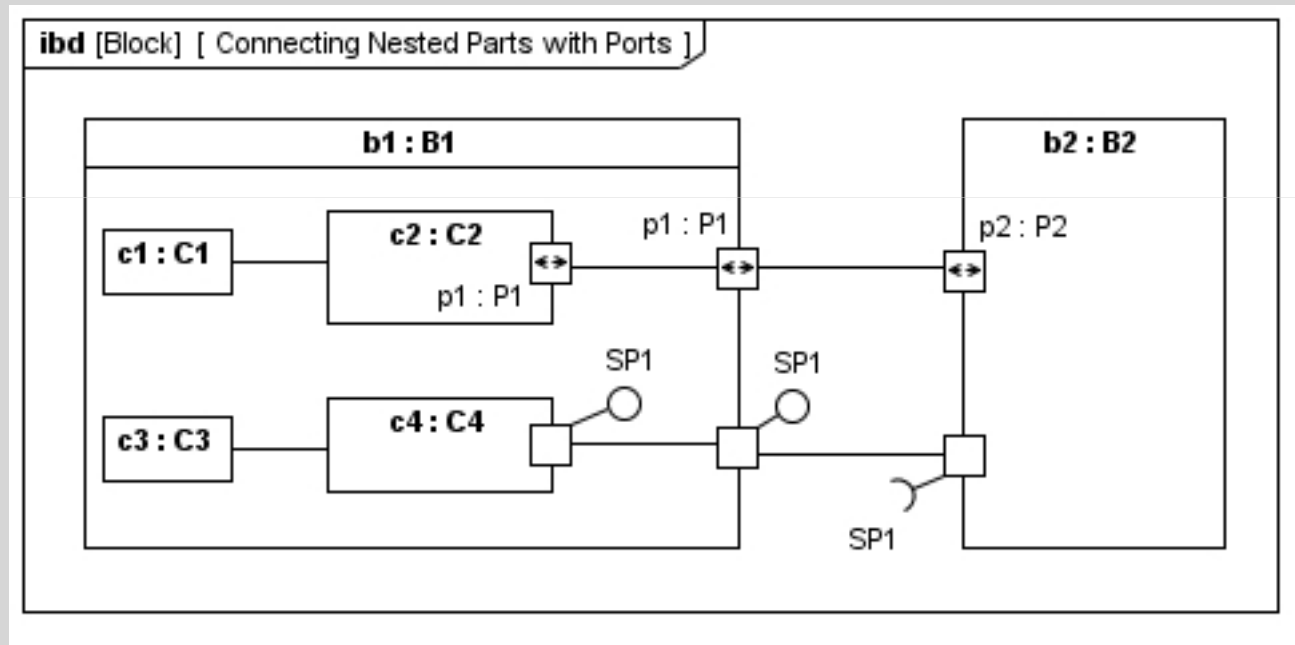 ibd [Block] [ Connecting Nested Parts with Ports ]
b1 : B1
b2 : B2
c1 : C1
c2 : C2
p1 : P1
p1 : P1
p2 : P2
c3 : C3
c4 : C4
SP1
SP1
SP1